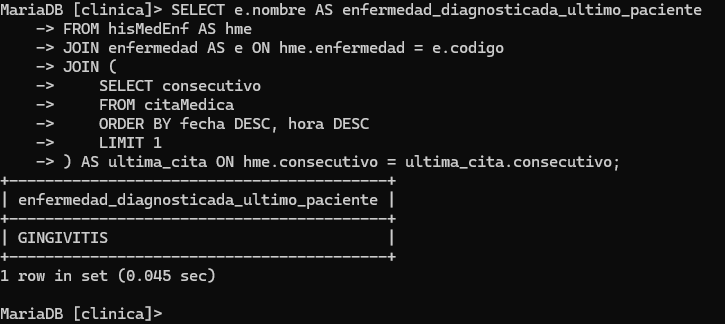 MariaDB [clinica]> SELECT e.nombre AS enfermedad_diagnosticada_ultimo_paciente
    -> FROM hisMedEnf AS hme
    -> JOIN enfermedad AS e ON hme.enfermedad = e.codigo
    -> JOIN (
    ->     SELECT consecutivo
    ->     FROM citaMedica
    ->     ORDER BY fecha DESC, hora DESC
    ->     LIMIT 1
    -> ) AS ultima_cita ON hme.consecutivo = ultima_cita.consecutivo;
+------------------------------------------+
| enfermedad_diagnosticada_ultimo_paciente |
+------------------------------------------+
| GINGIVITIS                               |
+------------------------------------------+
1 row in set (0.045 sec)

MariaDB [clinica]>